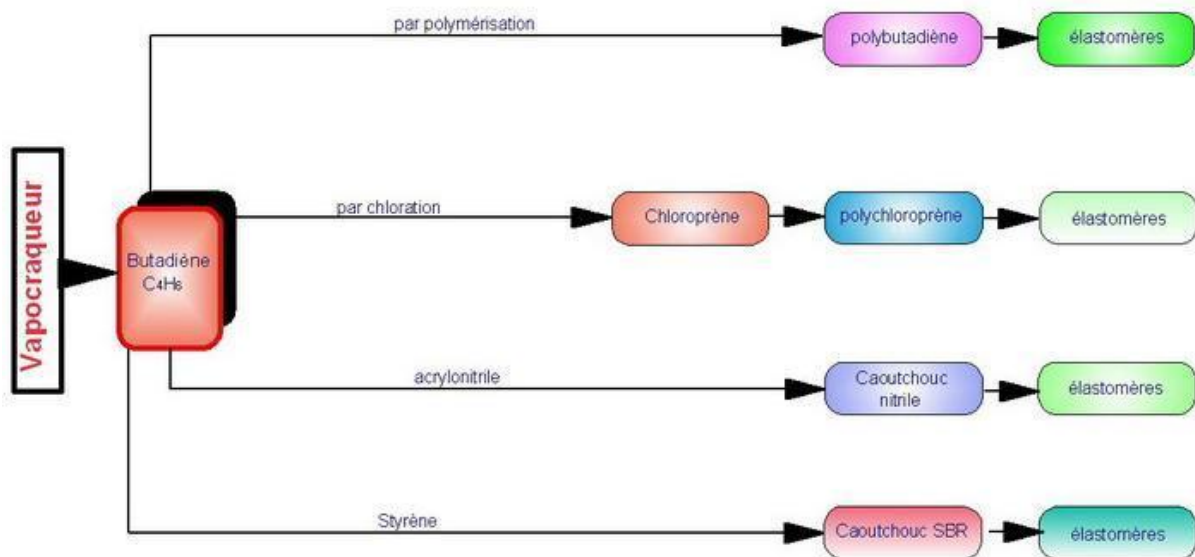 par polymérisation
polybutadiène
élastomères
Vapocraqueur
Butadiène
C₄H₆
par chloration
Chloroprène
polychloroprène
élastomères
acrylonitrile
Caoutchouc
nitrile
élastomères
Styrène
Caoutchouc SBR
élastomères